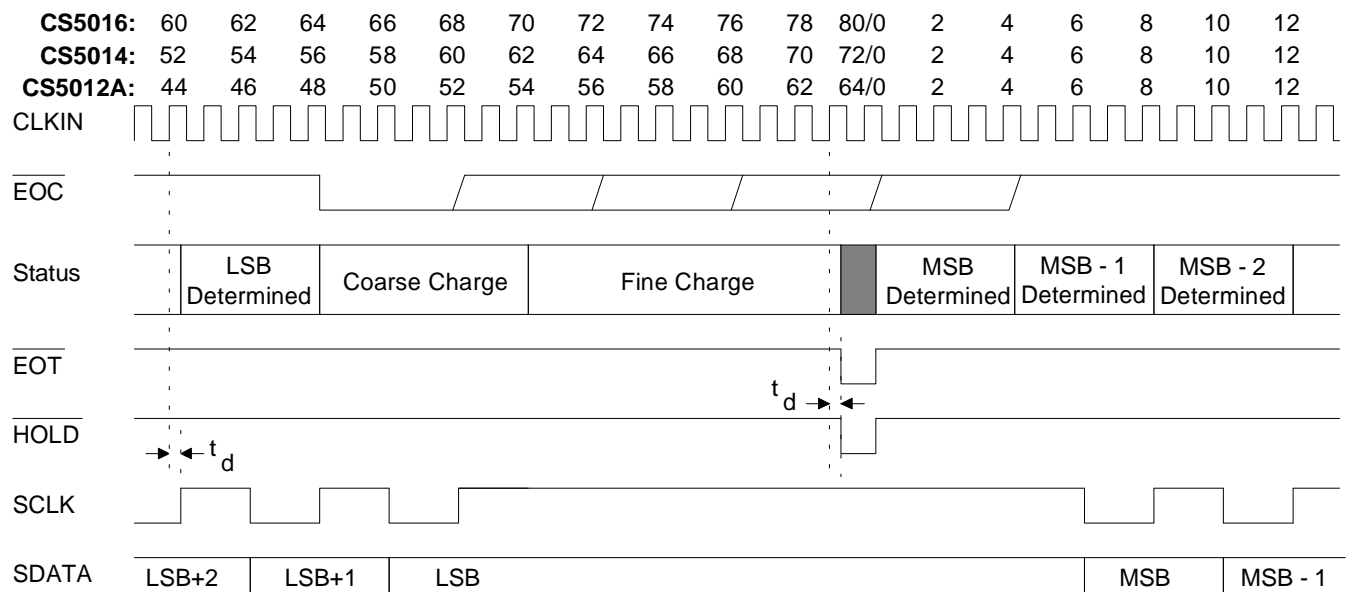 CS5016: 60 62 64 66 68 70 72 74 76 78 80/0 2 4 6 8 10 12
CS5014: 52 54 56 58 60 62 64 66 68 70 72/0 2 4 6 8 10 12
CS5012A: 44 46 48 50 52 54 56 58 60 62 64/0 2 4 6 8 10 12
CLKIN
EOC
Status
LSB Determined
Coarse Charge
Fine Charge
MSB Determined
MSB - 1 Determined
MSB - 2 Determined
EOT
t d
HOLD
t d
SCLK
SDATA LSB+2 LSB+1 LSB MSB MSB - 1